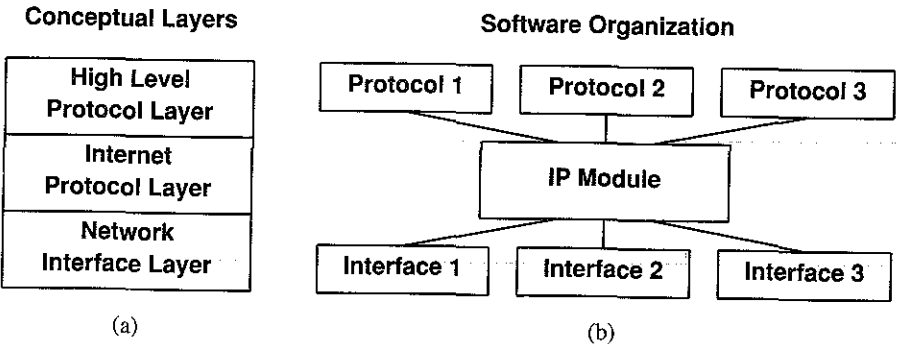 Conceptual Layers
High Level
Protocol Layer
Internet
Protocol Layer
Network
Interface Layer
(a)
Software Organization
Protocol 1
Protocol 2
Protocol 3
IP Module
Interface 1
Interface 2
Interface 3
(b)